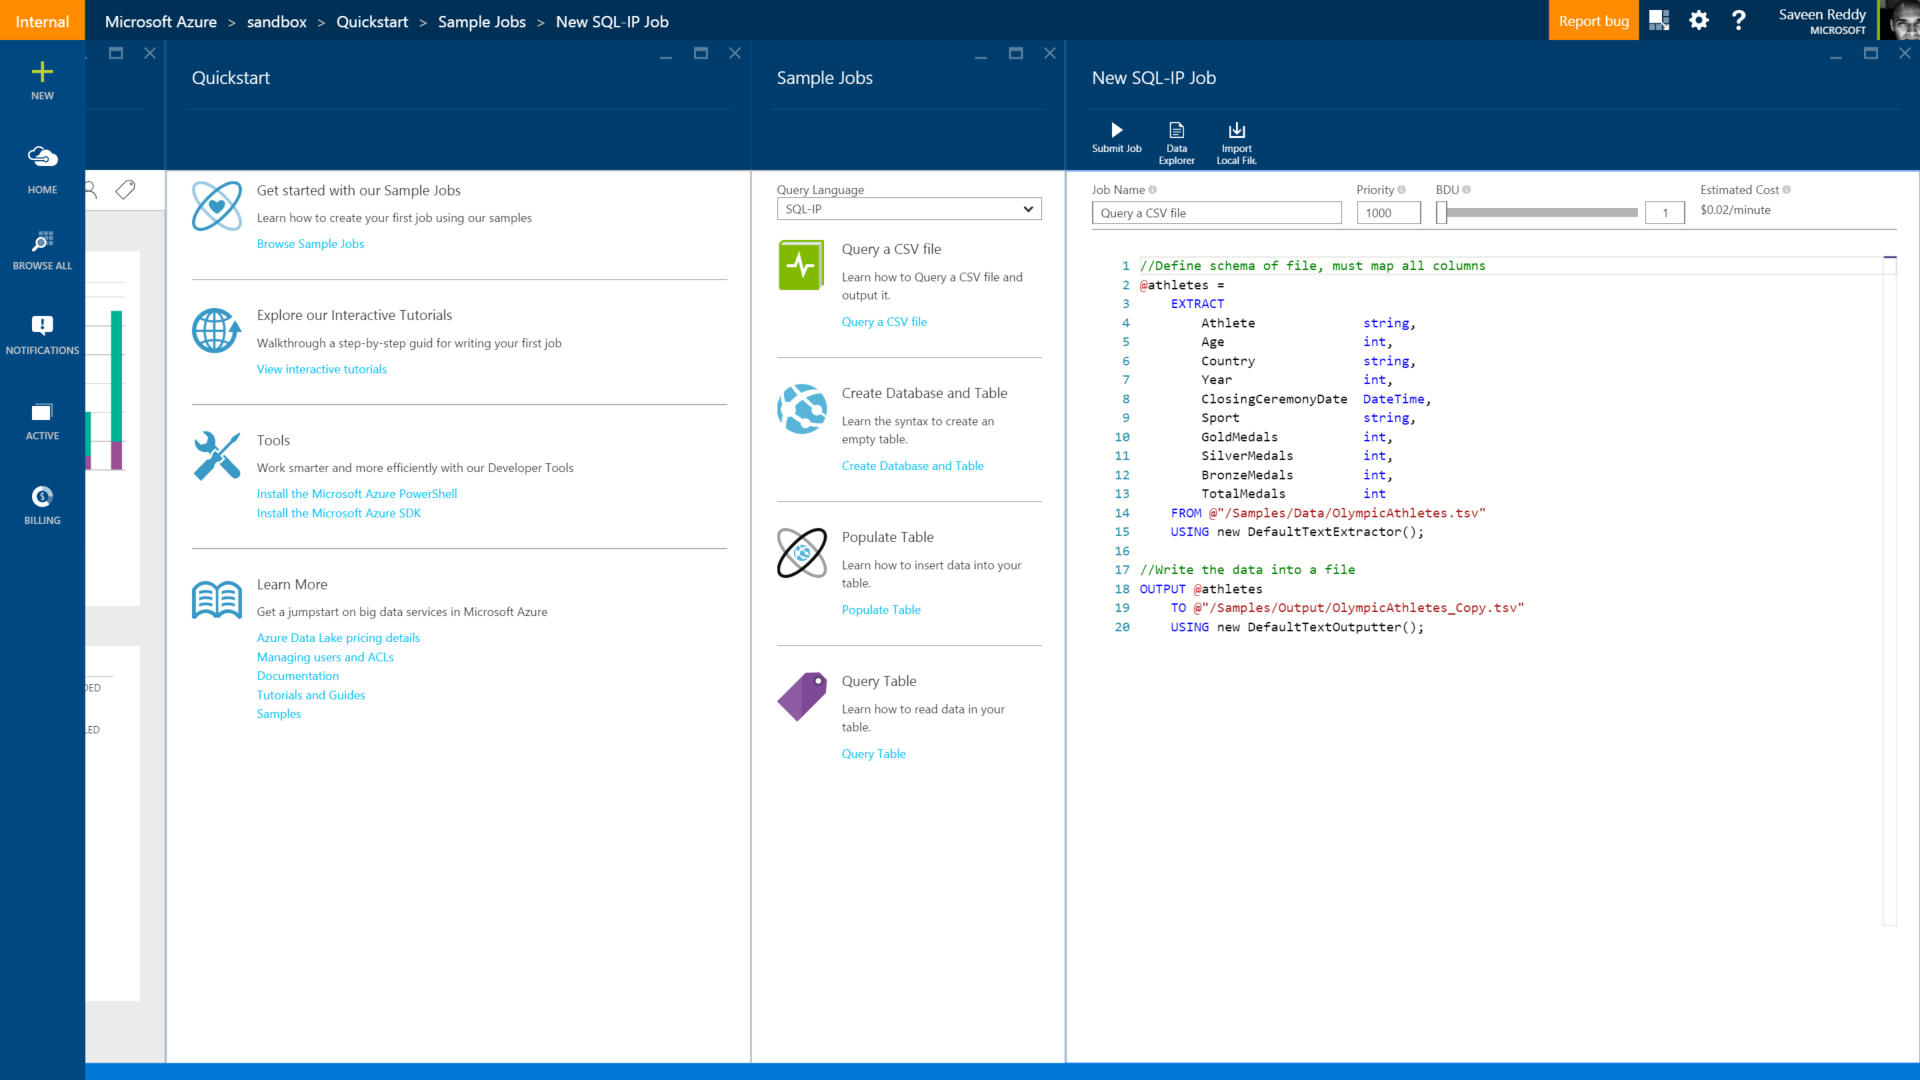 Internal
Microsoft Azure > sandbox > Quickstart > Sample Jobs > New SQL-IP Job
Report bug
?
Saveen Reddy
MICROSOFT
NEW
HOME
BROWSE ALL
NOTIFICATIONS
ACTIVE
BILLING
DED
LED
Quickstart
Get started with our Sample Jobs
Learn how to create your first job using our samples
Browse Sample Jobs
Explore our Interactive Tutorials
Walkthrough a step-by-step guid for writing your first job
View interactive tutorials
Tools
Work smarter and more efficiently with our Developer Tools
Install the Microsoft Azure PowerShell
Install the Microsoft Azure SDK
Learn More
Get a jumpstart on big data services in Microsoft Azure
Azure Data Lake pricing details
Managing users and ACLs
Documentation
Tutorials and Guides
Samples
Sample Jobs
Query Language
SQL-IP
Query a CSV file
Learn how to Query a CSV file and
output it.
Query a CSV file
Create Database and Table
Learn the syntax to create an
empty table.
Create Database and Table
Populate Table
Learn how to insert data into your
table.
Populate Table
Query Table
Learn how to read data in your
table.
Query Table
New SQL-IP Job
Submit Job
Data
Explorer
Import
Local File
Job Name
Query a CSV file
Priority
1000
BDU
1
Estimated Cost
$0.02/minute
1 //Define schema of file, must map all columns
2 @athletes =
3 EXTRACT
4 Athlete string,
5 Age int,
6 Country string,
7 Year int,
8 ClosingCeremonyDate DateTime,
9 Sport string,
10 GoldMedals int,
11 SilverMedals int,
12 BronzeMedals int,
13 TotalMedals int
14 FROM @"/Samples/Data/OlympicAthletes.tsv"
15 USING new DefaultTextExtractor();
16
17 //Write the data into a file
18 OUTPUT @athletes
19 TO @"/Samples/Output/OlympicAthletes_Copy.tsv"
20 USING new DefaultTextOutputter();